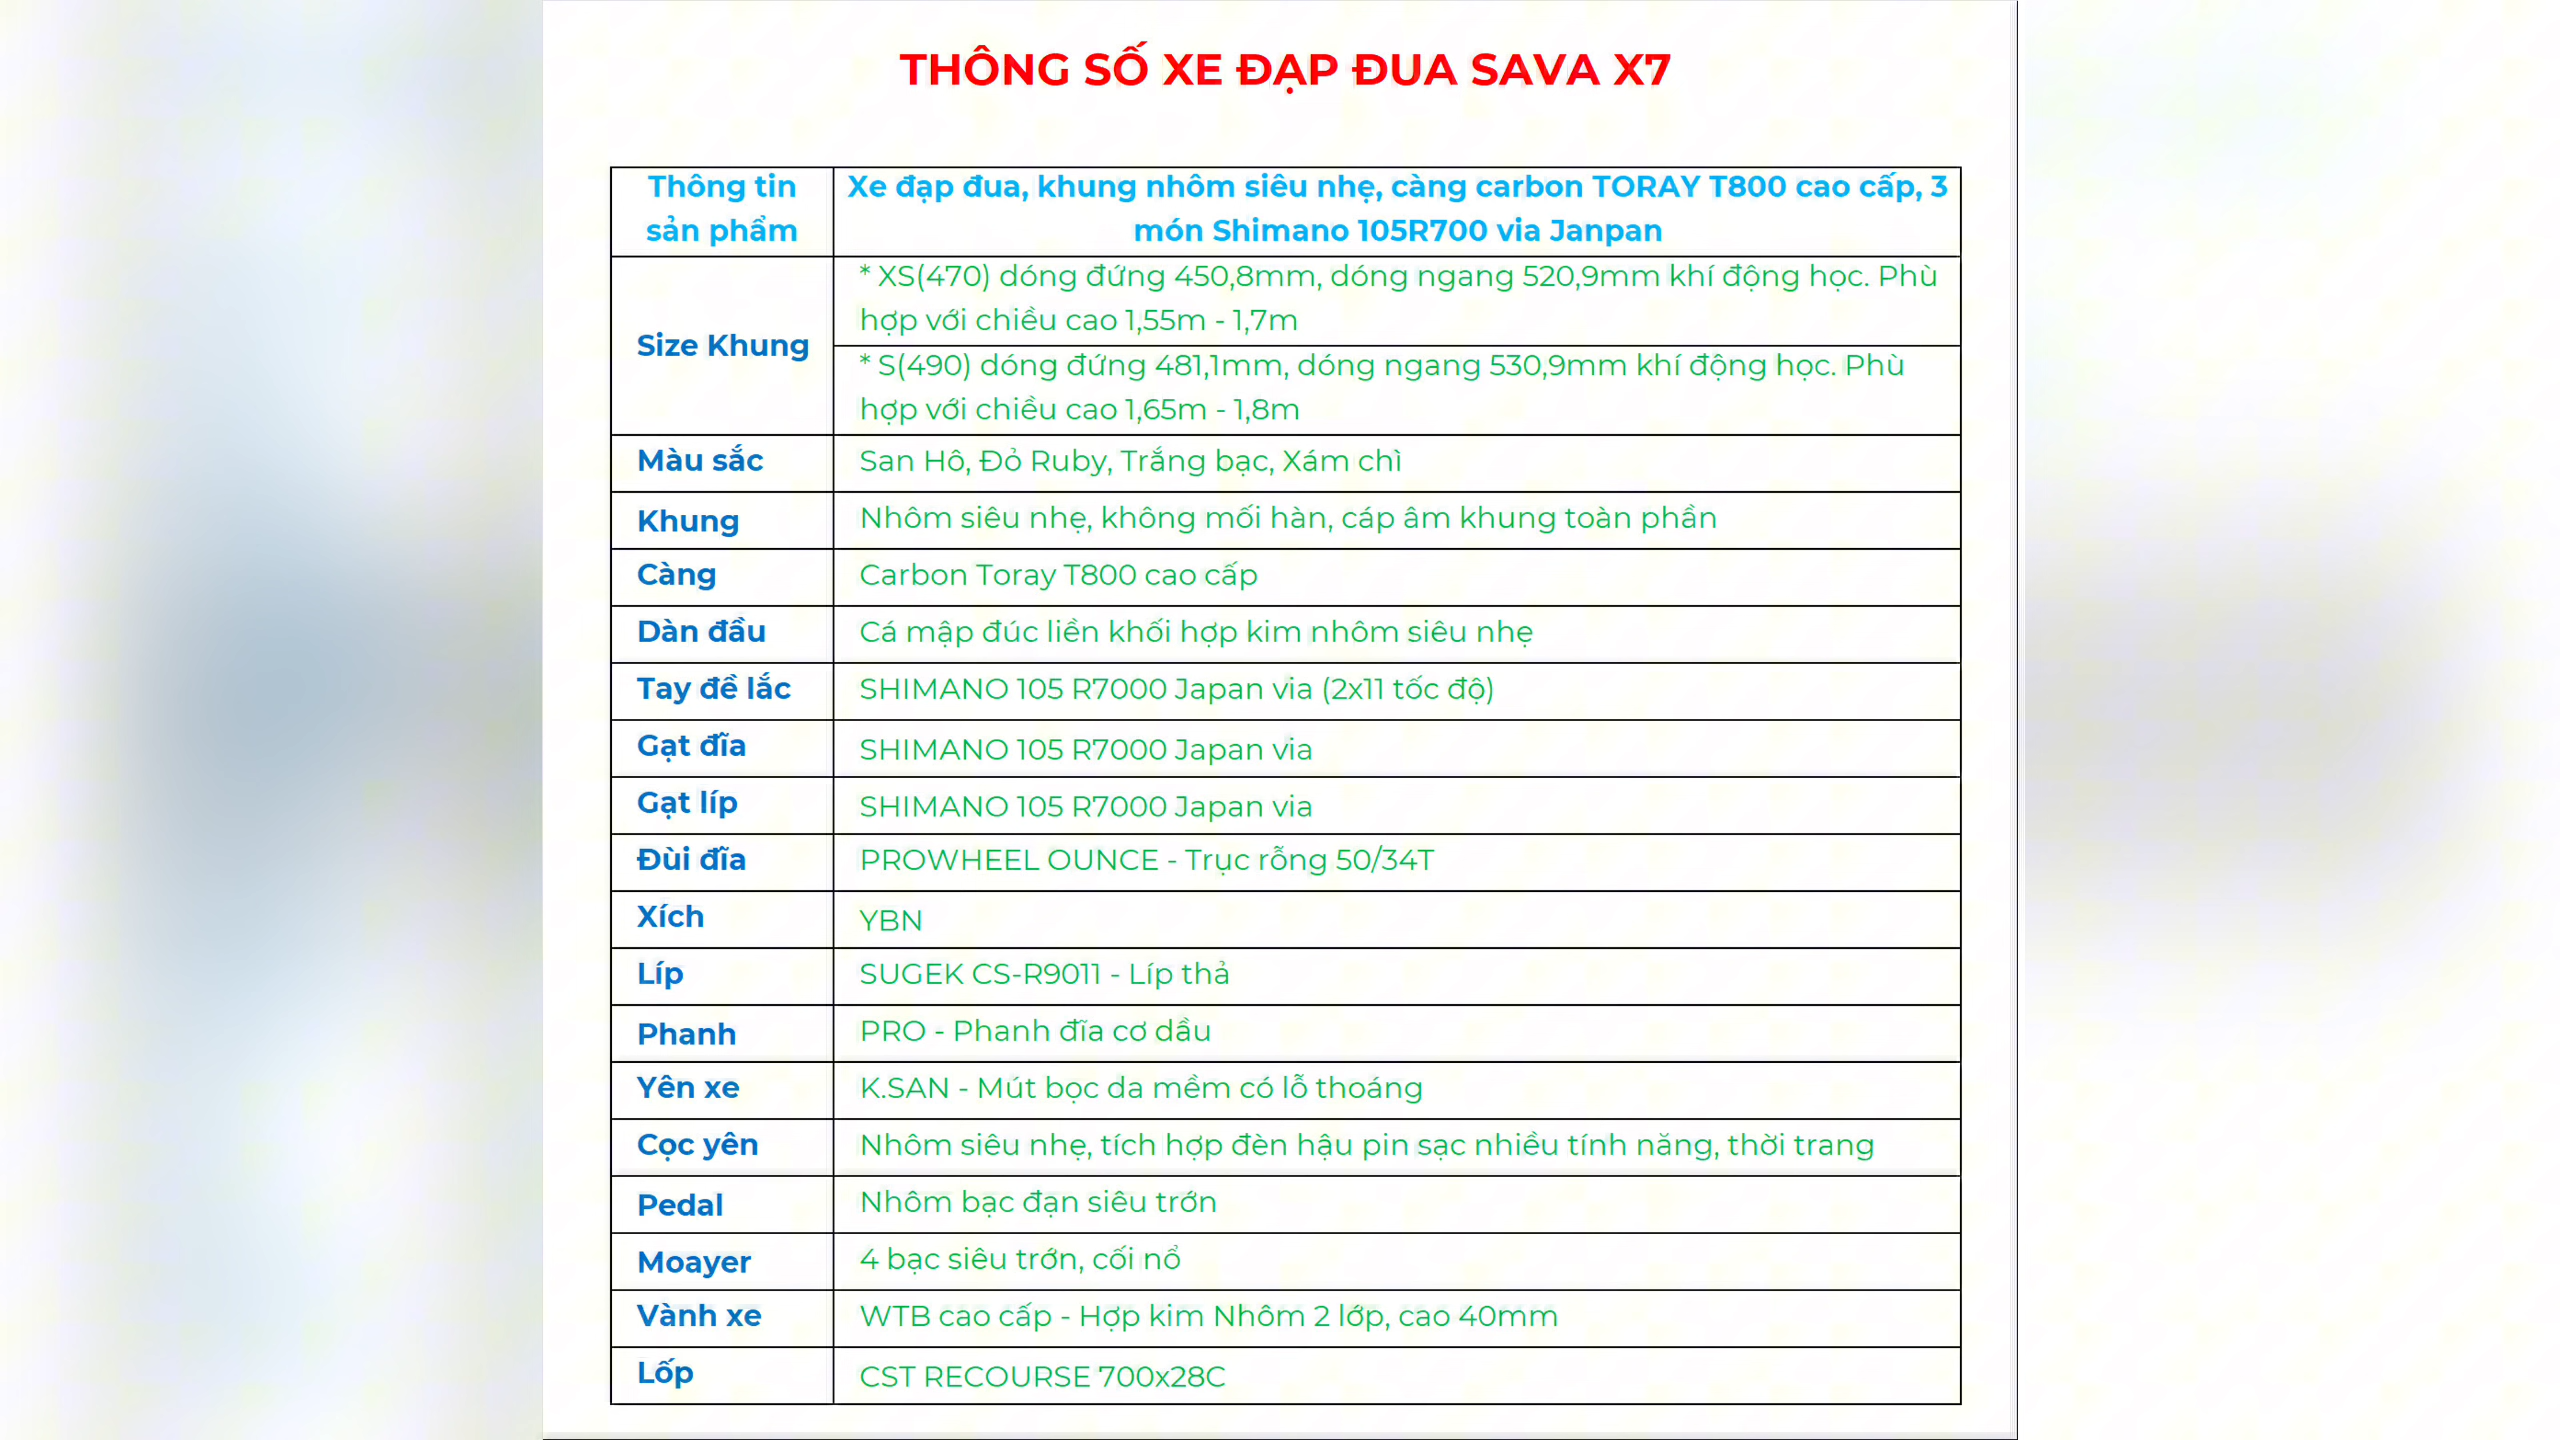 THÔNG SỐ XE ĐẠP ĐUA SAVA X7
Thông tin sản phẩm
Xe đạp đua, khung nhôm siêu nhẹ, càng carbon TORAY T800 cao cấp, 3
món Shimano 105R700 via Janpan
Size Khung
* XS(470) dóng đứng 450,8mm, dóng ngang 520,9mm khí động học. Phù
hợp với chiều cao 1,55m - 1,7m
* S(490) dóng đứng 481,1mm, dóng ngang 530,9mm khí động học. Phù
hợp với chiều cao 1,65m - 1,8m
Màu sắc
San Hô, Đỏ Ruby, Trắng bạc, Xám chì
Khung
Nhôm siêu nhẹ, không mối hàn, cáp âm khung toàn phần
Càng
Carbon Toray T800 cao cấp
Dàn đầu
Cá mập đúc liền khối hợp kim nhôm siêu nhẹ
Tay đề lắc
SHIMANO 105 R7000 Japan via (2x11 tốc độ)
Gạt đĩa
SHIMANO 105 R7000 Japan via
Gạt líp
SHIMANO 105 R7000 Japan via
Đùi đĩa
PROWHEEL OUNCE - Trục rỗng 50/34T
Xích
YBN
Líp
SUGEK CS-R9011 - Líp thả
Phanh
PRO - Phanh đĩa cơ dầu
Yên xe
K.SAN - Mút bọc da mềm có lỗ thoáng
Cọc yên
Nhôm siêu nhẹ, tích hợp đèn hậu pin sạc nhiều tính năng, thời trang
Pedal
Nhôm bạc đạn siêu trớn
Moayer
4 bạc siêu trớn, cối nổ
Vành xe
WTB cao cấp - Hợp kim Nhôm 2 lớp, cao 40mm
Lốp
CST RECOURSE 700x28C